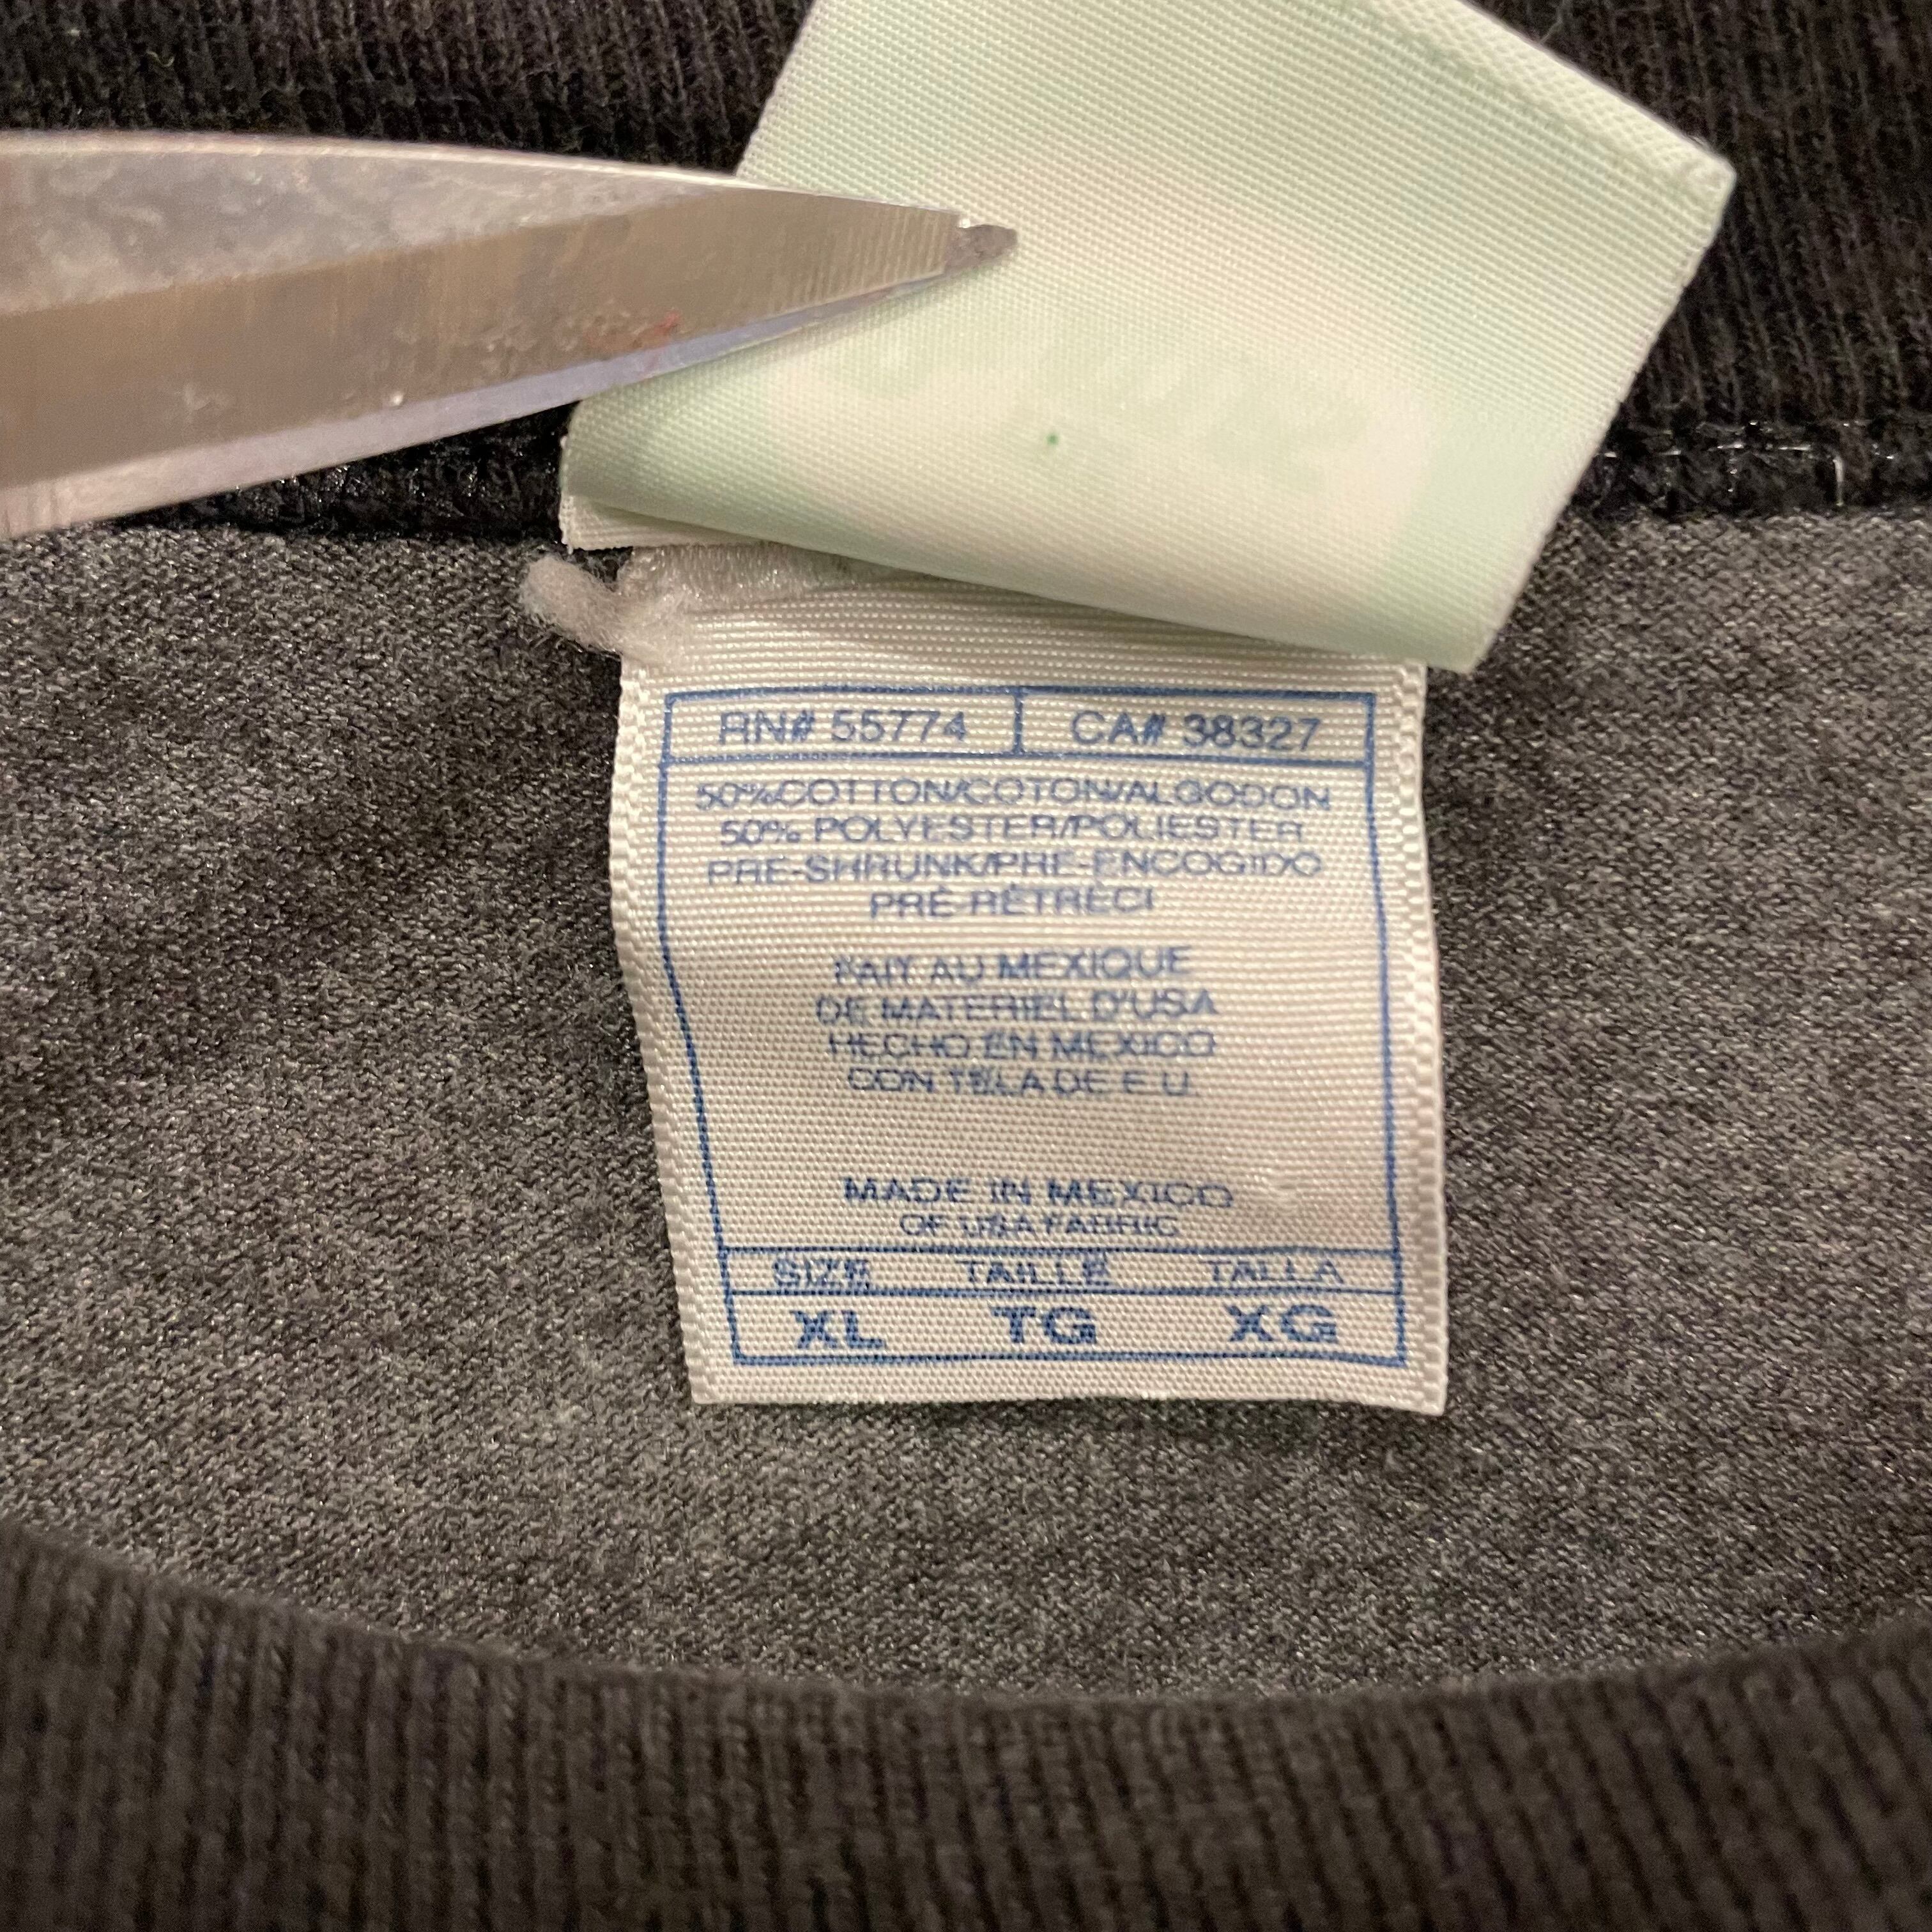 RN# 55774 CA# 38327
50%COTTON/COTON/ALGODON
50% POLYESTER/POLIESTER
PRE-SHRUNK/PRE-ENCOGIDO
PRÉ-RÉTRÉCI
FAIT AU MEXIQUE
DE MATERIEL D'USA
HECHO EN MEXICO
CON TELA DE E.U.
MADE IN MEXICO
OF USA FABRIC
SIZE TAILLE TALLA
XL TG XG